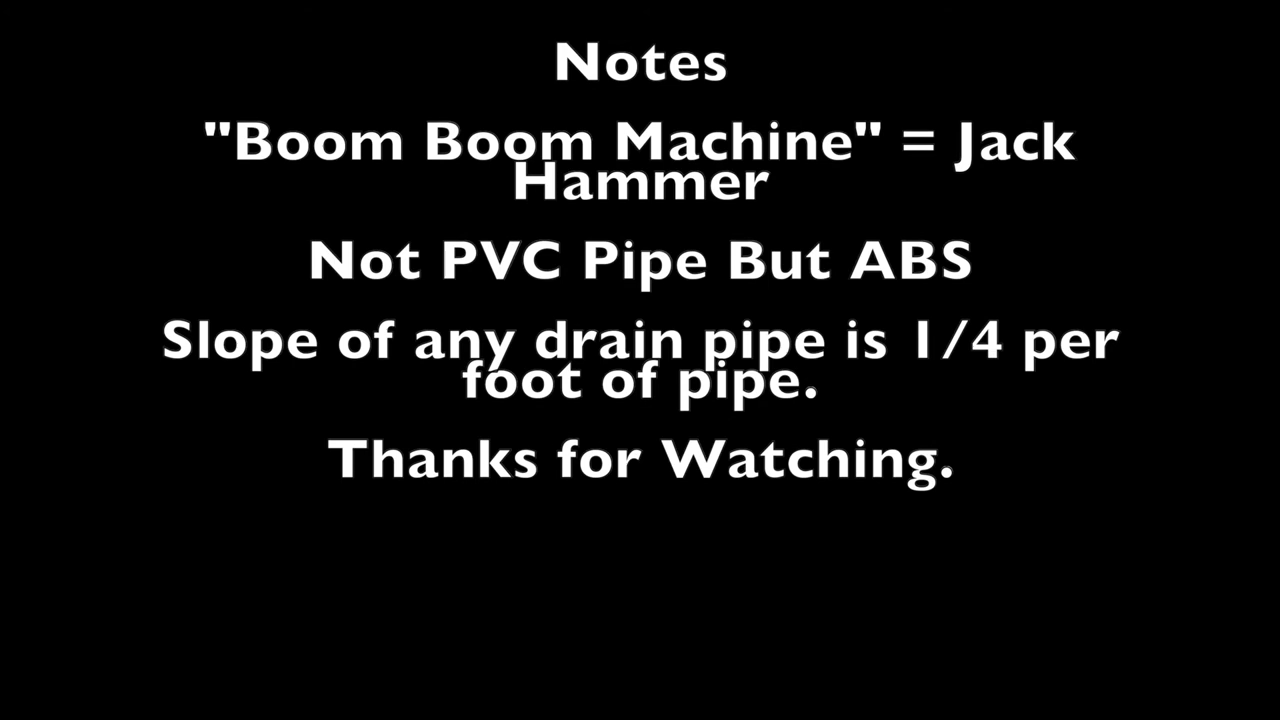 Notes
"Boom Boom Machine" = Jack
Hammer
Not PVC Pipe But ABS
Slope of any drain pipe is 1/4 per
foot of pipe.
Thanks for Watching.